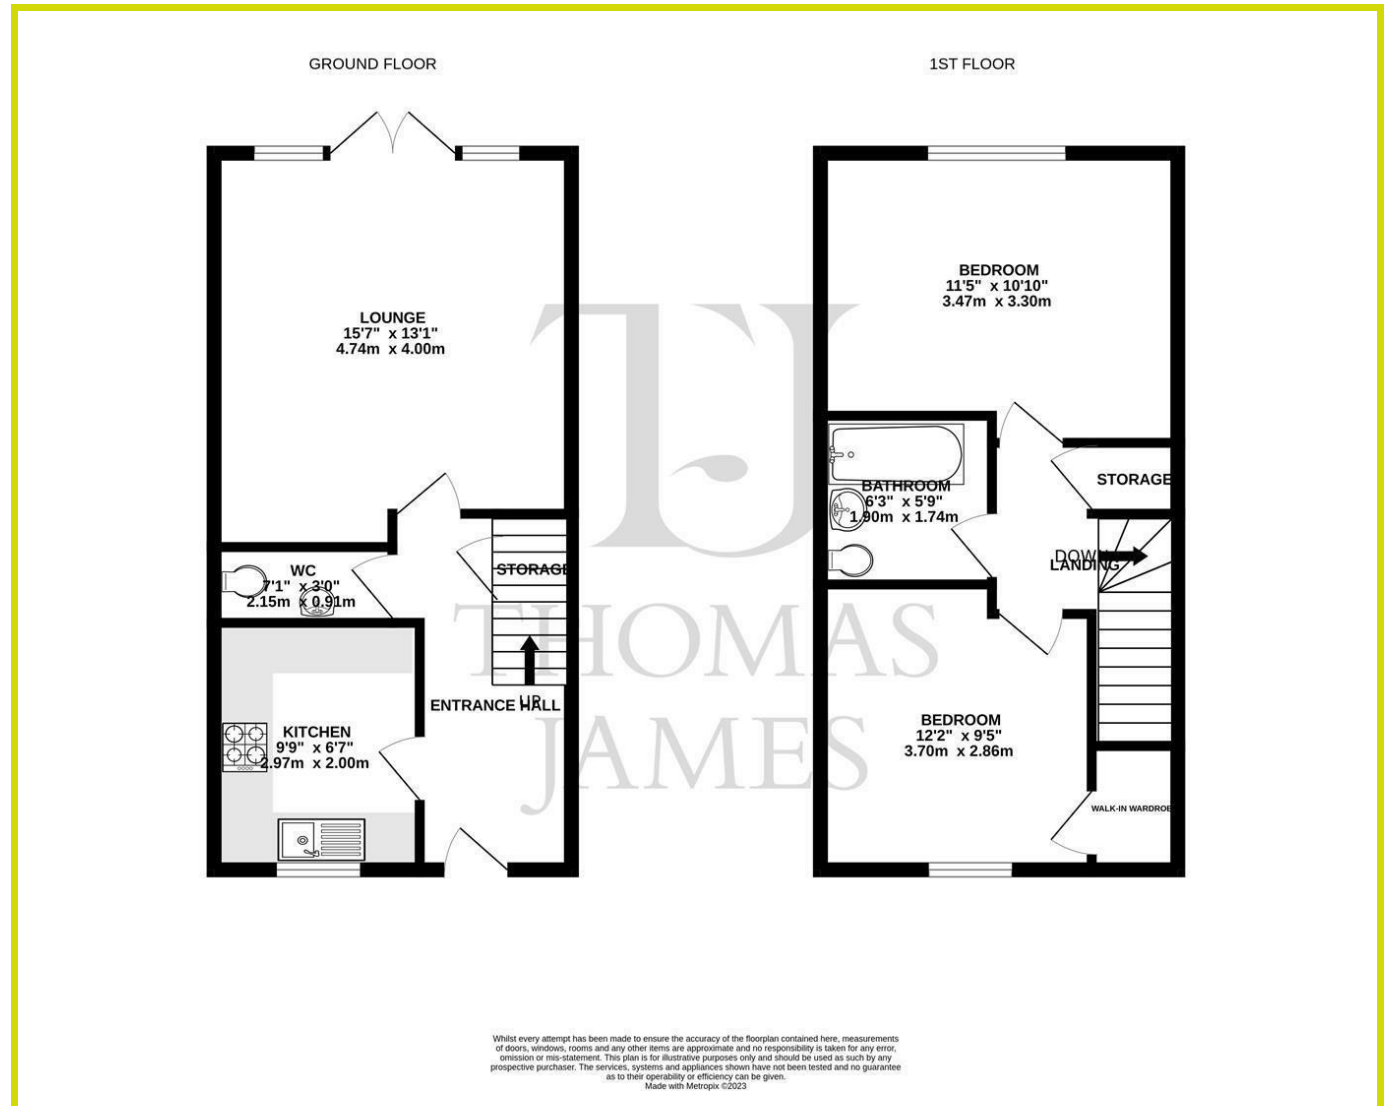 GROUND FLOOR
1ST FLOOR
LOUNGE
15'7" x 13'1"
4.74m x 4.00m
WC
7'1" x 3'0"
2.15m x 0.91m
STORAGE
UP
ENTRANCE HALL
KITCHEN
9'9" x 6'7"
2.97m x 2.00m
BEDROOM
11'5" x 10'10"
3.47m x 3.30m
BATHROOM
6'3" x 5'9"
1.90m x 1.74m
STORAGE
DOWN
LANDING
BEDROOM
12'2" x 9'5"
3.70m x 2.86m
WALK-IN WARDROBE
TJ
THOMAS
JAMES
Whilst every attempt has been made to ensure the accuracy of the floorplan contained here, measurements
of doors, windows, rooms and any other items are approximate and no responsibility is taken for any error,
omission or mis-statement. This plan is for illustrative purposes only and should be used as such by any
prospective purchaser. The services, systems and appliances shown have not been tested and no guarantee
as to their operability or efficiency can be given.
Made with Metropix ©2023